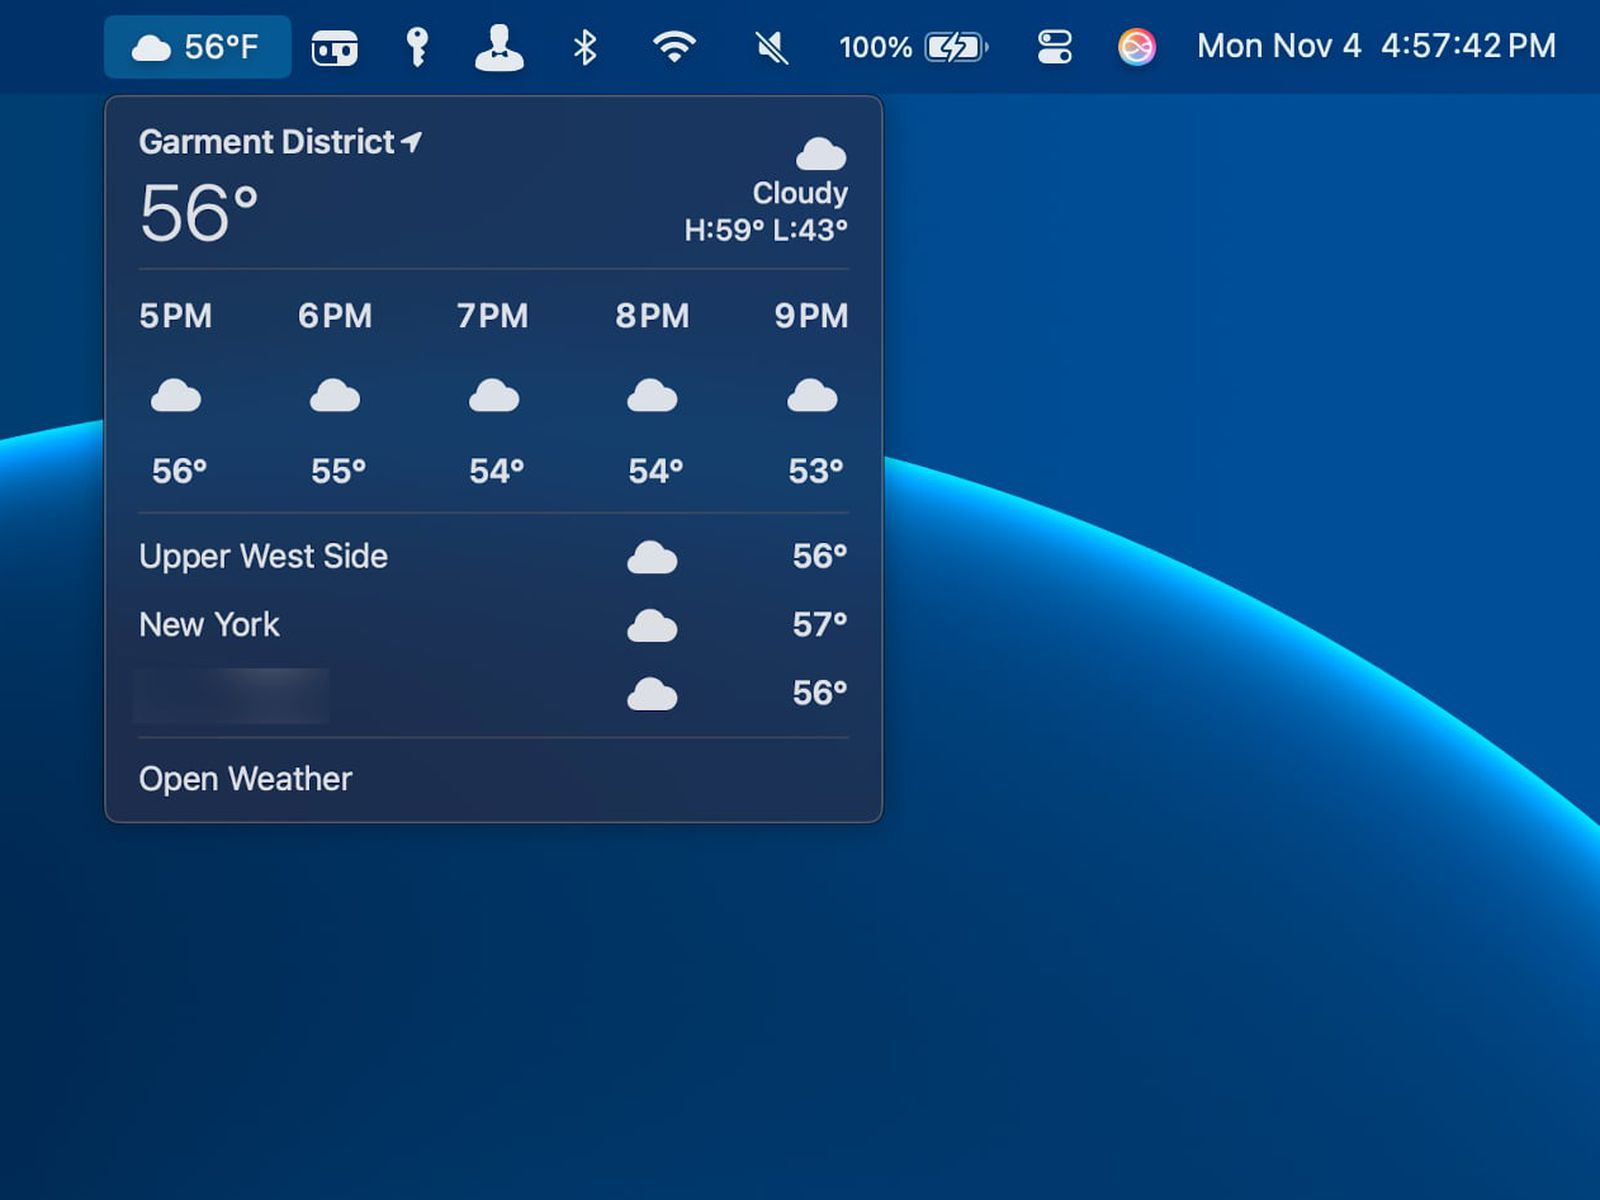 56°F 100% Mon Nov 4 4:57:42 PM
Garment District
56°
Cloudy
H:59° L:43°
5PM 6PM 7PM 8PM 9PM
56° 55° 54° 54° 53°
Upper West Side 56°
New York 57°
56°
Open Weather